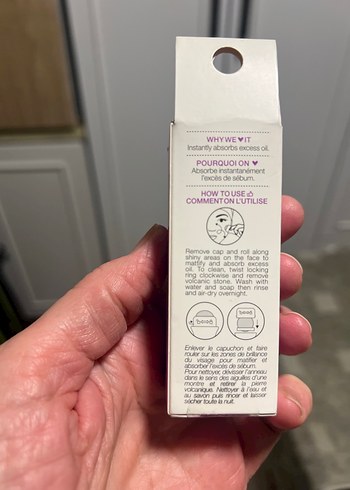 WHY WE ♥ IT
Instantly absorbs excess oil.
POURQUOI ON ♥
Absorbe instantanément
l'excès de sébum.
HOW TO USE
COMMENT ON L'UTILISE
Remove cap and roll along
shiny areas on the face to
mattify and absorb excess
oil. To clean, twist locking
ring clockwise and remove
volcanic stone. Wash with
water and soap then rinse
and air-dry overnight.
Enlever le capuchon et faire
rouler sur les zones de brillance
du visage pour matifier et
absorber l'excès de sébum.
Pour nettoyer, dévisser l'anneau
dans le sens des aiguilles d'une
montre et retirer la pierre
volcanique. Nettoyer à l'eau et
au savon puis rincer et laisser
sécher toute la nuit.